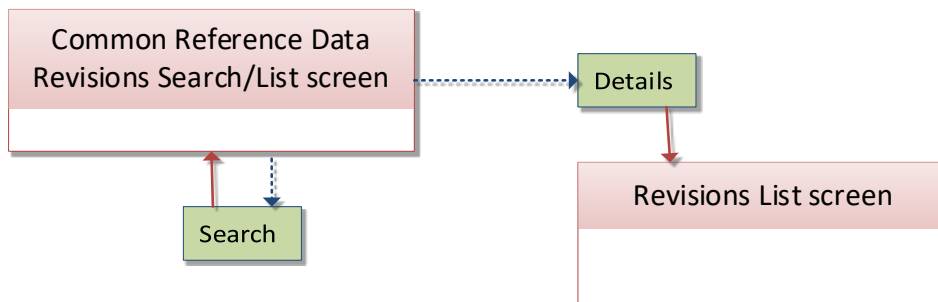 Common Reference Data
Revisions Search/List screen
Details
Revisions List screen
Search